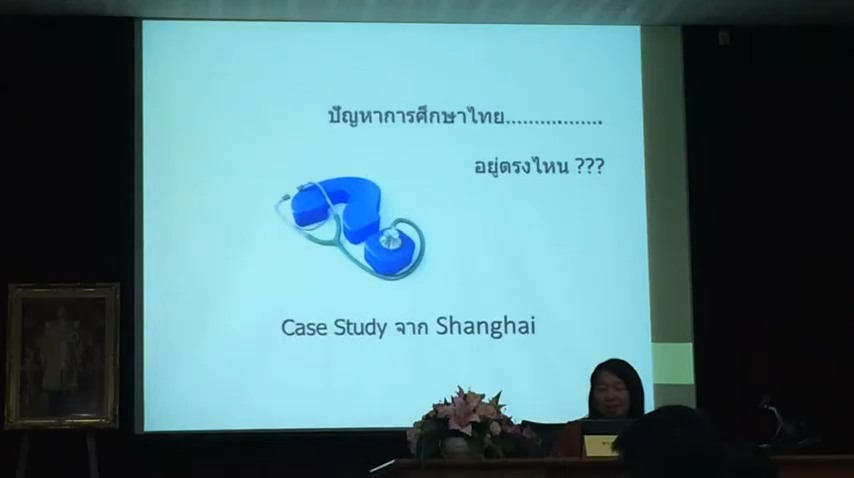 ปัญหาการศึกษาไทย.................
อยู่ตรงไหน ???
Case Study จาก Shanghai